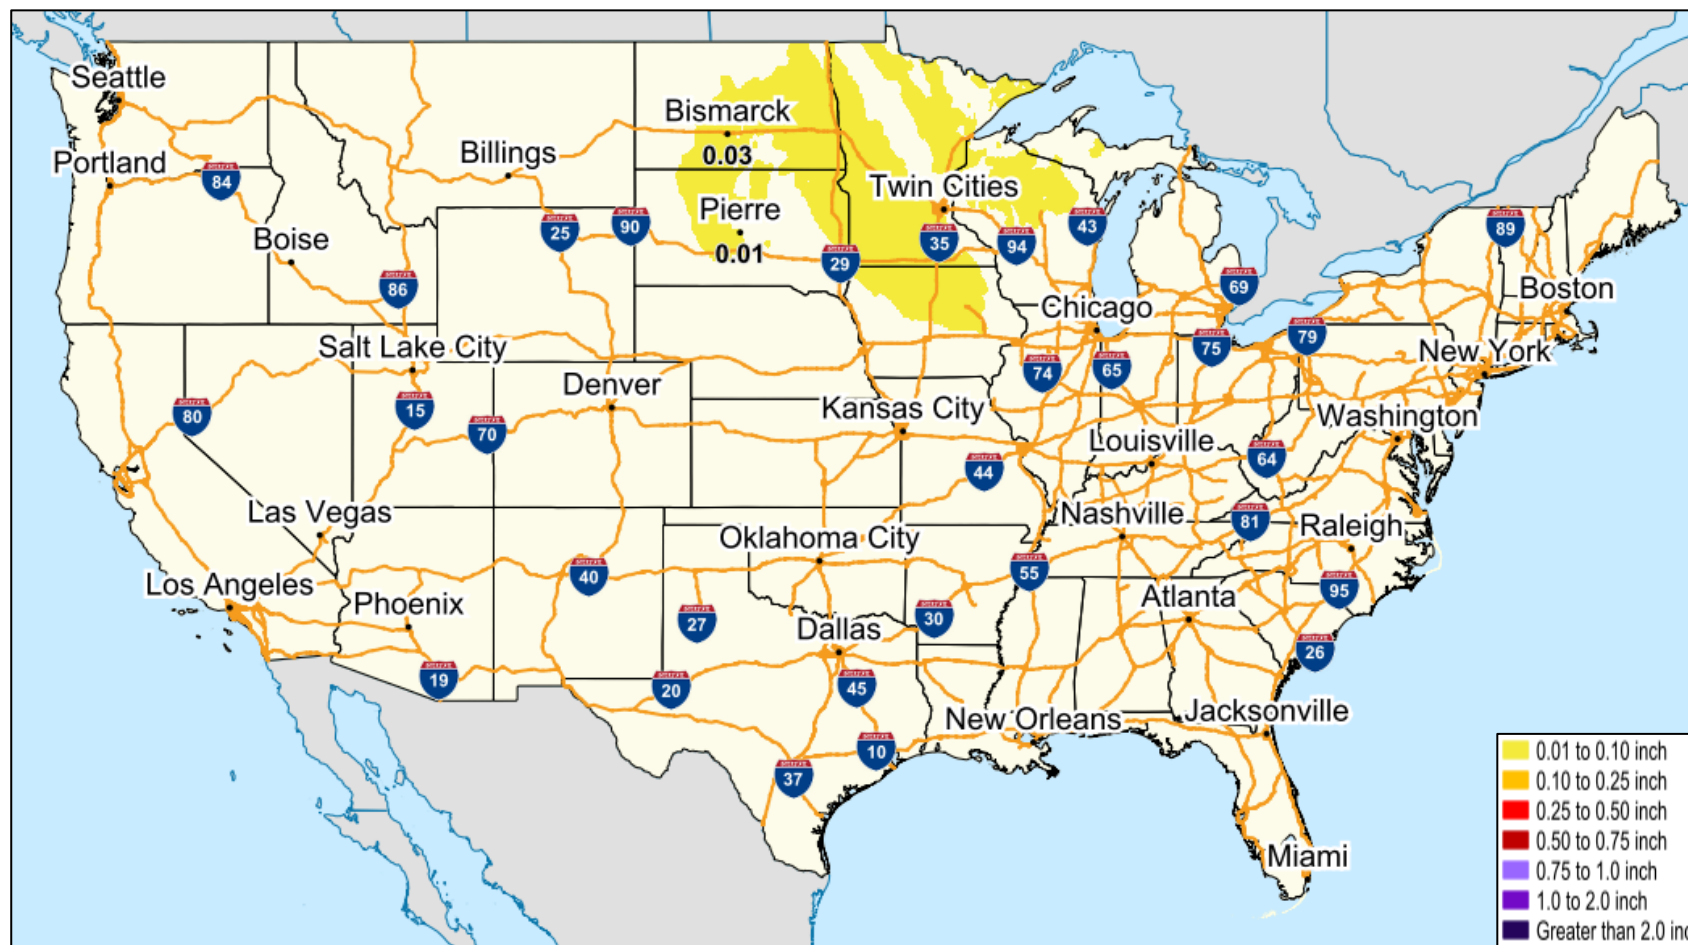 Seattle
Bismarck
0.03
Billings
Portland
84
Twin Cities
Pierre
0.01
25
90
29
35
94
43
89
Boise
86
69
Boston
Chicago
79
Salt Lake City
75
New York
74
65
Denver
80
15
70
Kansas City
Washington
Louisville
64
44
Las Vegas
Nashville
81
Raleigh
Oklahoma City
40
55
95
Los Angeles
Phoenix
27
30
Atlanta
Dallas
26
19
20
45
New Orleans
Jacksonville
10
37
Miami
0.01 to 0.10 inch
0.10 to 0.25 inch
0.25 to 0.50 inch
0.50 to 0.75 inch
0.75 to 1.0 inch
1.0 to 2.0 inch
Greater than 2.0 inc